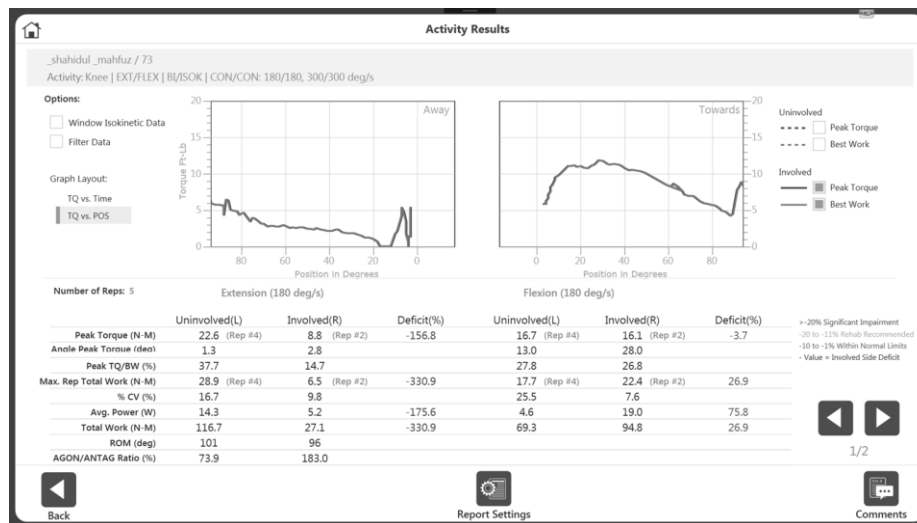 Activity Results
_shahidul _mahfuz / 73
Activity: Knee | EXT/FLEX | BI/ISOK | CON/CON: 180/180, 300/300 deg/s
Options:
Window Isokinetic Data
Filter Data
Graph Layout:
TQ vs. Time
TQ vs. POS
Away
Torque Ft-Lb
20
15
10
5
0
80 60 40 20 0
Position in Degrees
Towards
20
15
10
5
0
0 20 40 60 80
Position in Degrees
Uninvolved
Peak Torque
Best Work
Involved
Peak Torque
Best Work
Number of Reps: 5
Extension (180 deg/s) Flexion (180 deg/s)
Uninvolved(L) Involved(R) Deficit(%) Uninvolved(L) Involved(R) Deficit(%)
Peak Torque (N-M) 22.6 (Rep #4) 8.8 (Rep #2) -156.8 16.7 (Rep #4) 16.1 (Rep #2) -3.7
Angle Peak Torque (deg) 1.3 2.8 13.0 28.0
Peak TQ/BW (%) 37.7 14.7 27.8 26.8
Max. Rep Total Work (N-M) 28.9 (Rep #4) 6.5 (Rep #2) -330.9 17.7 (Rep #4) 22.4 (Rep #2) 26.9
% CV (%) 16.7 9.8 25.5 7.6
Avg. Power (W) 14.3 5.2 -175.6 4.6 19.0 75.8
Total Work (N-M) 116.7 27.1 -330.9 69.3 94.8 26.9
ROM (deg) 101 96
AGON/ANTAG Ratio (%) 73.9 183.0
>-20% Significant Impairment
-20 to -11% Rehab Recommended
-10 to -1% Within Normal Limits
- Value = Involved Side Deficit
1/2
Back
Report Settings
Comments